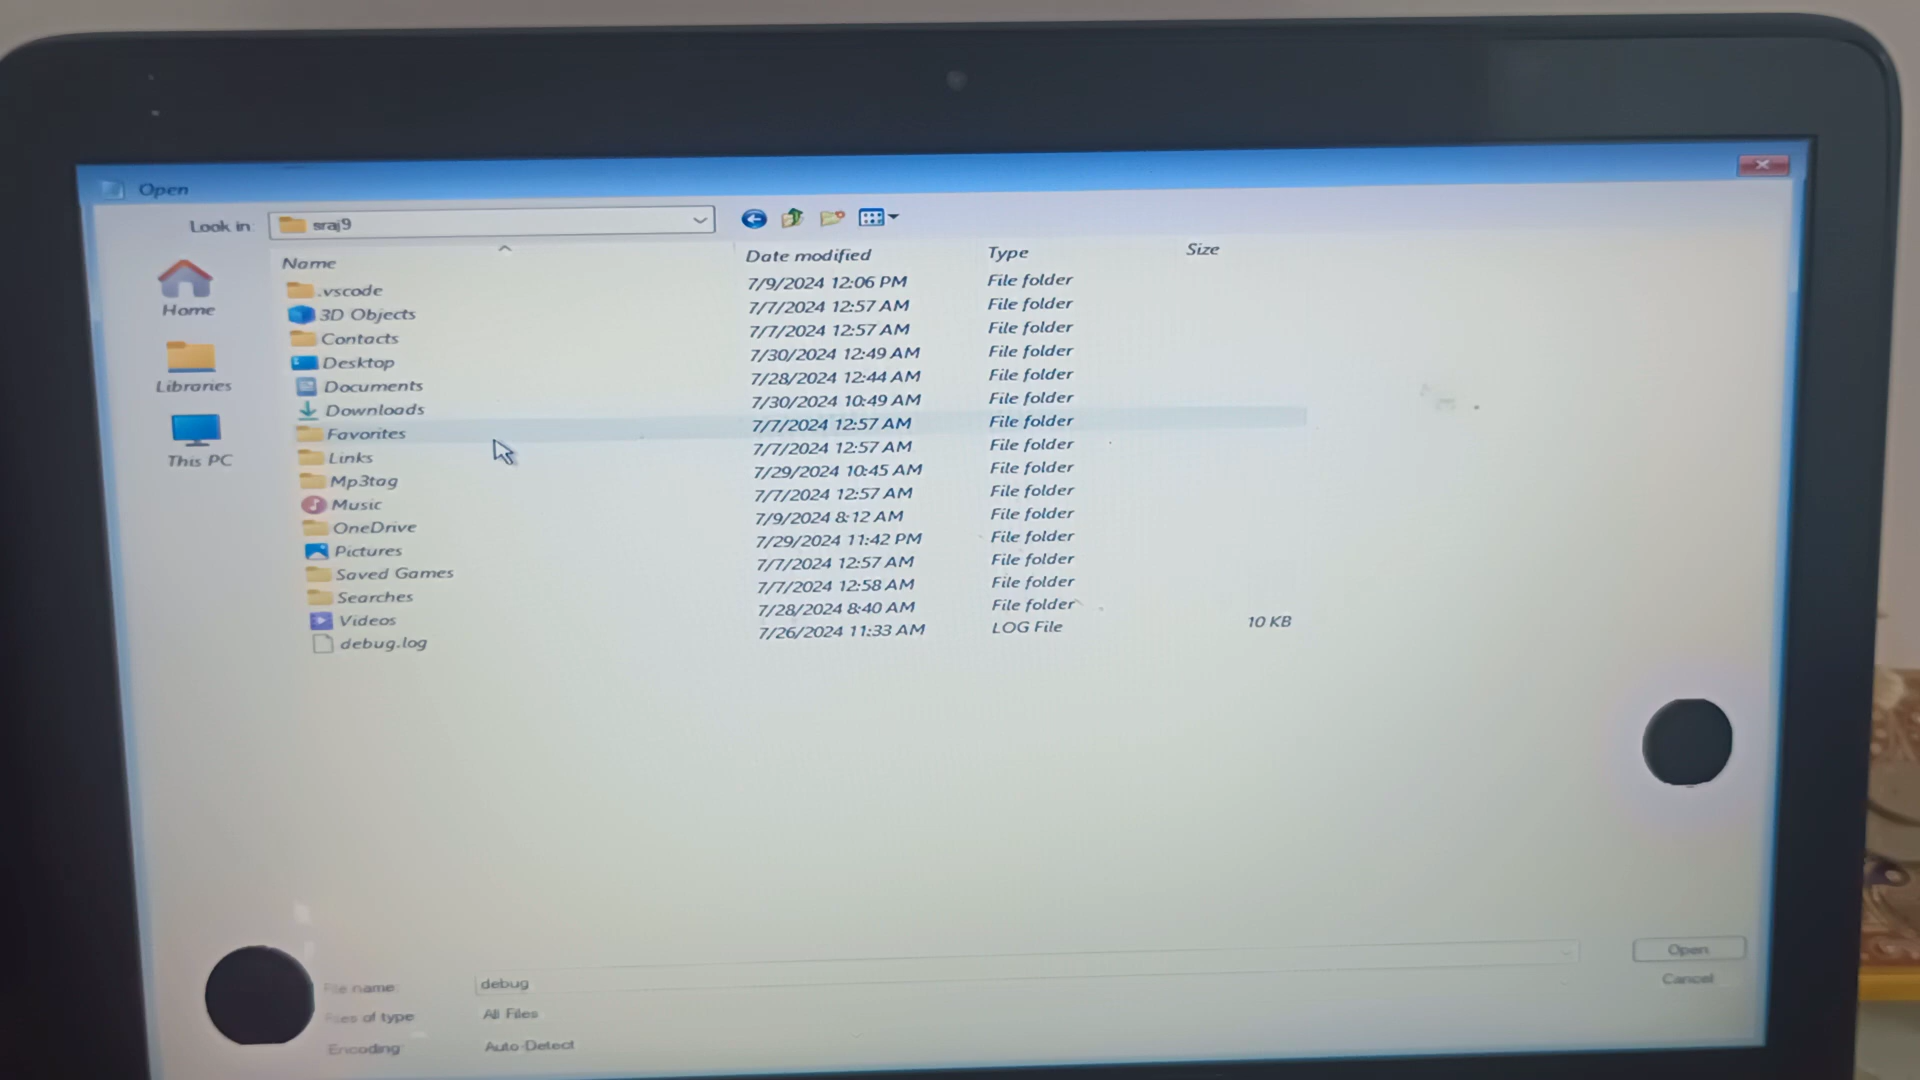 Open
Look in: sraj9
Name Date modified Type Size
.vscode 7/9/2024 12:06 PM File folder
3D Objects 7/7/2024 12:57 AM File folder
Contacts 7/7/2024 12:57 AM File folder
Desktop 7/30/2024 12:49 AM File folder
Documents 7/28/2024 12:44 AM File folder
Downloads 7/30/2024 10:49 AM File folder
Favorites 7/7/2024 12:57 AM File folder
Links 7/7/2024 12:57 AM File folder
Mp3tag 7/29/2024 10:45 AM File folder
Music 7/7/2024 12:57 AM File folder
OneDrive 7/9/2024 8:12 AM File folder
Pictures 7/29/2024 11:42 PM File folder
Saved Games 7/7/2024 12:57 AM File folder
Searches 7/7/2024 12:58 AM File folder
Videos 7/28/2024 8:40 AM File folder
debug.log 7/26/2024 11:33 AM LOG File 10 KB
Home
Libraries
This PC
File name: debug Open
Files of type: All Files Cancel
Encoding: Auto-Detect